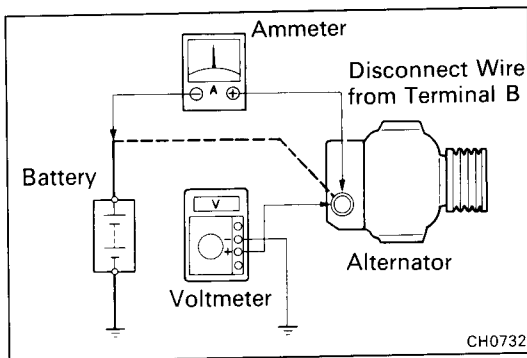 Ammeter
A
− +
Disconnect Wire
from Terminal B
Battery
V
−
+
Voltmeter
Alternator
CH0732